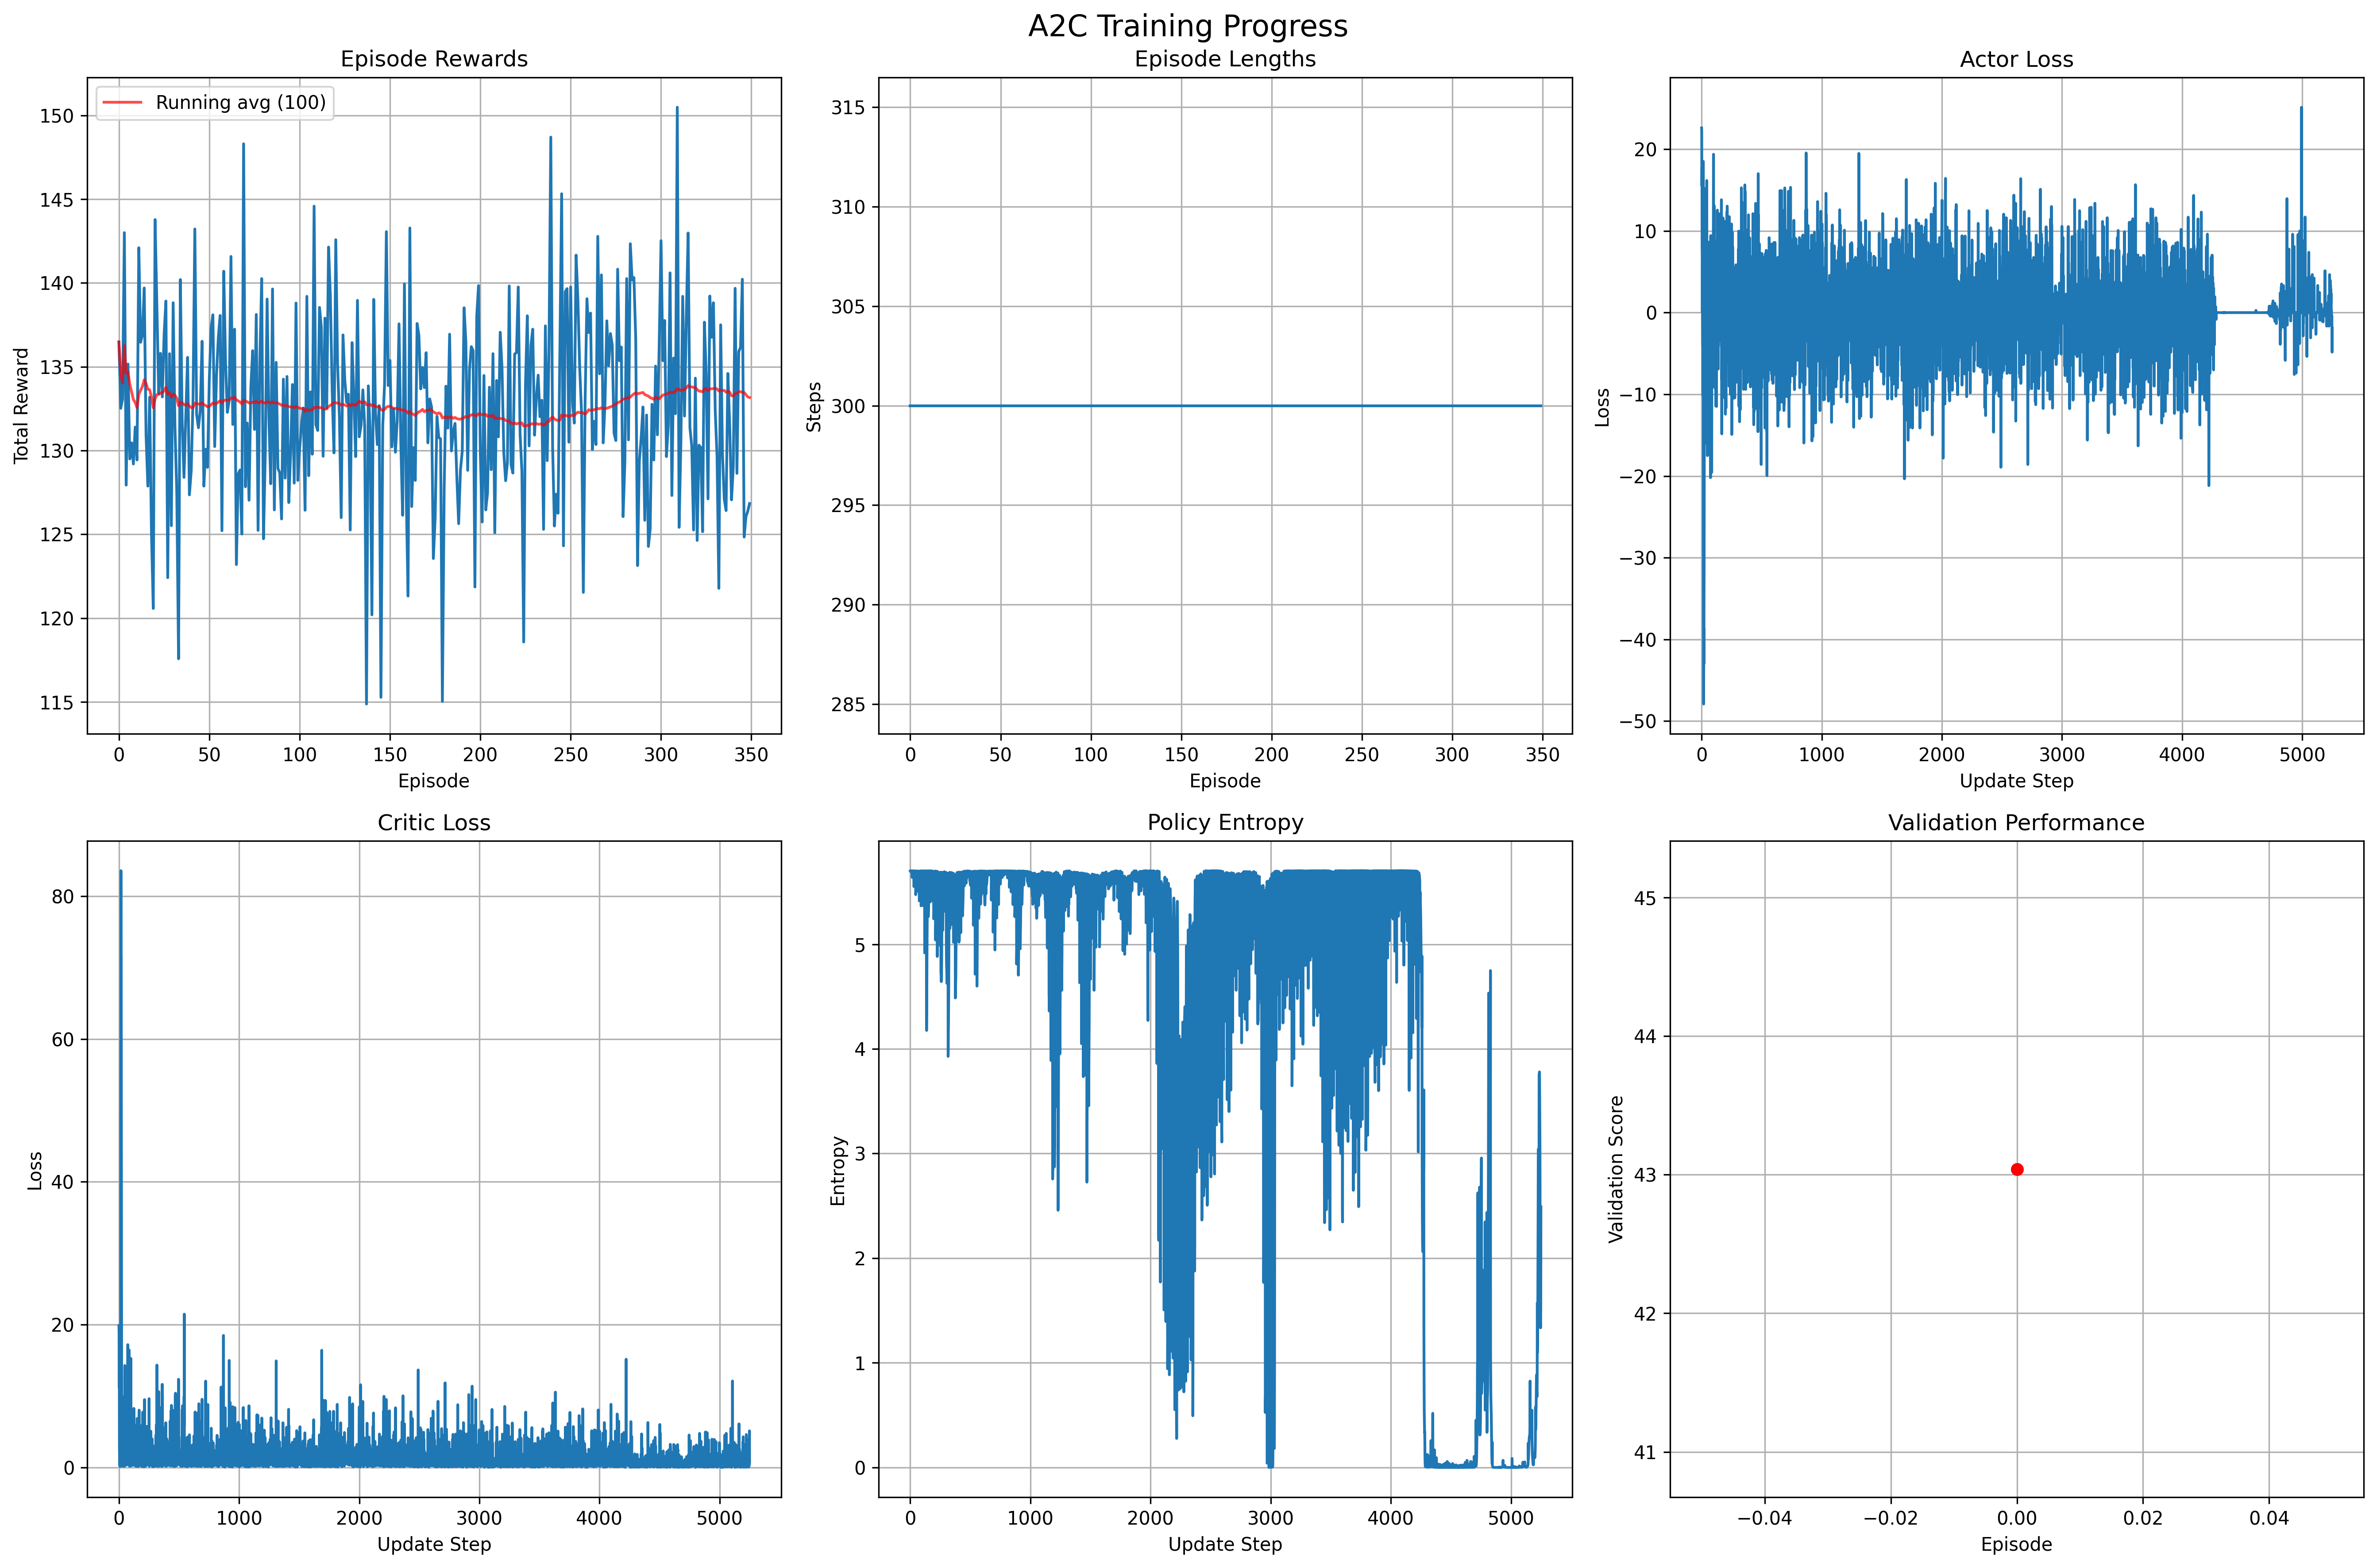 A2C Training Progress
Episode Rewards
Running avg (100)
150
145
140
135
130
125
120
115
Total Reward
0 50 100 150 200 250 300 350
Episode
Episode Lengths
315
310
305
300
295
290
285
Steps
0 50 100 150 200 250 300 350
Episode
Actor Loss
20
10
0
−10
−20
−30
−40
−50
Loss
0 1000 2000 3000 4000 5000
Update Step
Critic Loss
80
60
40
20
0
Loss
0 1000 2000 3000 4000 5000
Update Step
Policy Entropy
5
4
3
2
1
0
Entropy
0 1000 2000 3000 4000 5000
Update Step
Validation Performance
45
44
43
42
41
Validation Score
−0.04 −0.02 0.00 0.02 0.04
Episode